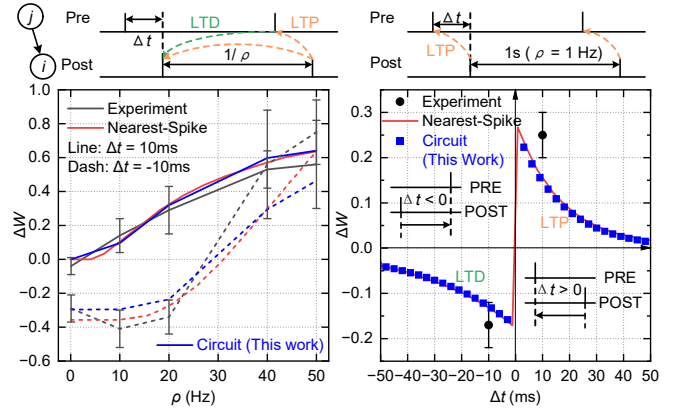 j
i
Pre
Post
Δt
LTD
LTP
1/ ρ
Pre
Post
Δt
LTP
1s ( ρ = 1 Hz)
1.0
0.8
0.6
0.4
0.2
0.0
−0.2
−0.4
−0.6
ΔW
Experiment
Nearest-Spike
Line: Δt = 10ms
Dash: Δt = -10ms
Circuit (This work)
0
10
20
30
40
50
ρ (Hz)
0.3
0.2
0.1
0.0
−0.1
−0.2
ΔW
Experiment
Nearest-Spike
Circuit
(This Work)
PRE
Δt < 0
POST
LTP
LTD
PRE
Δt > 0
POST
−50 −40 −30 −20 −10 0 10 20 30 40 50
Δt (ms)